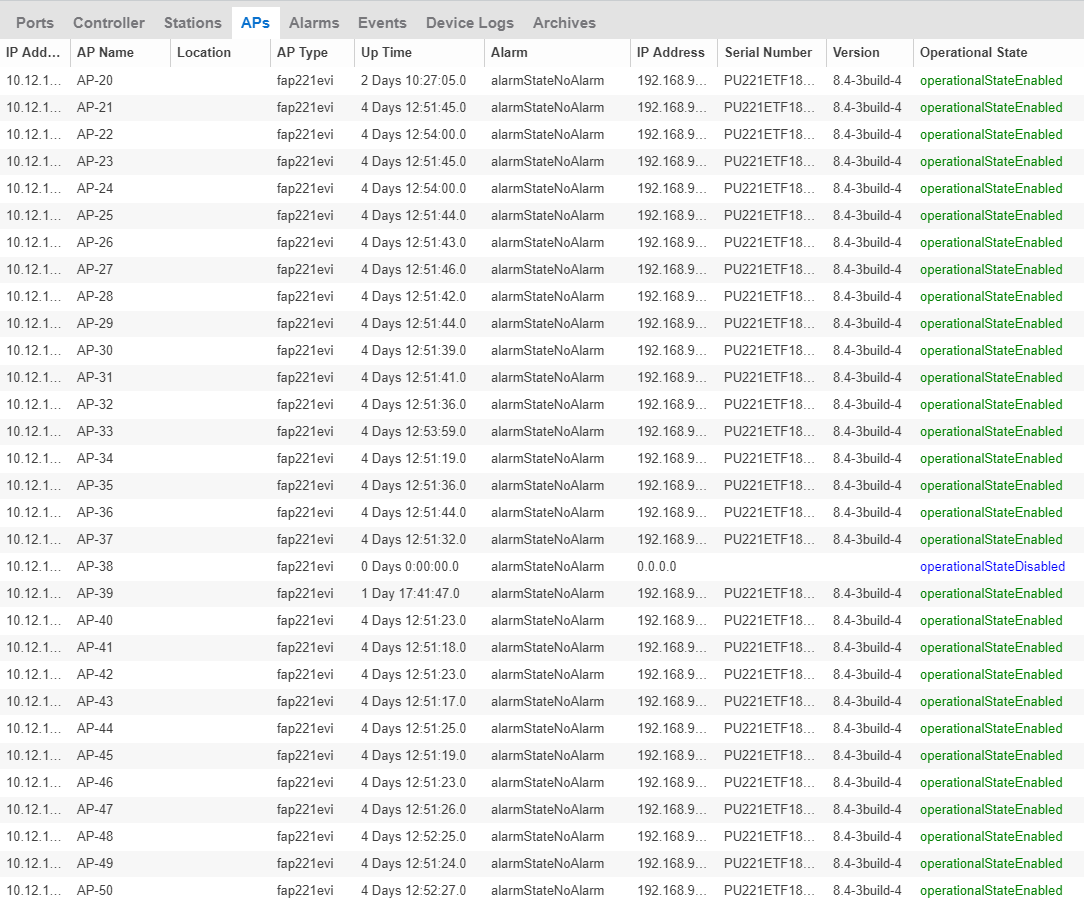 Ports Controller Stations APs Alarms Events Device Logs Archives
IP Add... AP Name Location AP Type Up Time Alarm IP Address Serial Number Version Operational State
10.12.1... AP-20 fap221evi 2 Days 10:27:05.0 alarmStateNoAlarm 192.168.9... PU221ETF18... 8.4-3build-4 operationalStateEnabled
10.12.1... AP-21 fap221evi 4 Days 12:51:45.0 alarmStateNoAlarm 192.168.9... PU221ETF18... 8.4-3build-4 operationalStateEnabled
10.12.1... AP-22 fap221evi 4 Days 12:54:00.0 alarmStateNoAlarm 192.168.9... PU221ETF18... 8.4-3build-4 operationalStateEnabled
10.12.1... AP-23 fap221evi 4 Days 12:51:45.0 alarmStateNoAlarm 192.168.9... PU221ETF18... 8.4-3build-4 operationalStateEnabled
10.12.1... AP-24 fap221evi 4 Days 12:54:00.0 alarmStateNoAlarm 192.168.9... PU221ETF18... 8.4-3build-4 operationalStateEnabled
10.12.1... AP-25 fap221evi 4 Days 12:51:44.0 alarmStateNoAlarm 192.168.9... PU221ETF18... 8.4-3build-4 operationalStateEnabled
10.12.1... AP-26 fap221evi 4 Days 12:51:43.0 alarmStateNoAlarm 192.168.9... PU221ETF18... 8.4-3build-4 operationalStateEnabled
10.12.1... AP-27 fap221evi 4 Days 12:51:46.0 alarmStateNoAlarm 192.168.9... PU221ETF18... 8.4-3build-4 operationalStateEnabled
10.12.1... AP-28 fap221evi 4 Days 12:51:42.0 alarmStateNoAlarm 192.168.9... PU221ETF18... 8.4-3build-4 operationalStateEnabled
10.12.1... AP-29 fap221evi 4 Days 12:51:44.0 alarmStateNoAlarm 192.168.9... PU221ETF18... 8.4-3build-4 operationalStateEnabled
10.12.1... AP-30 fap221evi 4 Days 12:51:39.0 alarmStateNoAlarm 192.168.9... PU221ETF18... 8.4-3build-4 operationalStateEnabled
10.12.1... AP-31 fap221evi 4 Days 12:51:41.0 alarmStateNoAlarm 192.168.9... PU221ETF18... 8.4-3build-4 operationalStateEnabled
10.12.1... AP-32 fap221evi 4 Days 12:51:36.0 alarmStateNoAlarm 192.168.9... PU221ETF18... 8.4-3build-4 operationalStateEnabled
10.12.1... AP-33 fap221evi 4 Days 12:53:59.0 alarmStateNoAlarm 192.168.9... PU221ETF18... 8.4-3build-4 operationalStateEnabled
10.12.1... AP-34 fap221evi 4 Days 12:51:19.0 alarmStateNoAlarm 192.168.9... PU221ETF18... 8.4-3build-4 operationalStateEnabled
10.12.1... AP-35 fap221evi 4 Days 12:51:36.0 alarmStateNoAlarm 192.168.9... PU221ETF18... 8.4-3build-4 operationalStateEnabled
10.12.1... AP-36 fap221evi 4 Days 12:51:44.0 alarmStateNoAlarm 192.168.9... PU221ETF18... 8.4-3build-4 operationalStateEnabled
10.12.1... AP-37 fap221evi 4 Days 12:51:32.0 alarmStateNoAlarm 192.168.9... PU221ETF18... 8.4-3build-4 operationalStateEnabled
10.12.1... AP-38 fap221evi 0 Days 0:00:00.0 alarmStateNoAlarm 0.0.0.0 operationalStateDisabled
10.12.1... AP-39 fap221evi 1 Day 17:41:47.0 alarmStateNoAlarm 192.168.9... PU221ETF18... 8.4-3build-4 operationalStateEnabled
10.12.1... AP-40 fap221evi 4 Days 12:51:23.0 alarmStateNoAlarm 192.168.9... PU221ETF18... 8.4-3build-4 operationalStateEnabled
10.12.1... AP-41 fap221evi 4 Days 12:51:18.0 alarmStateNoAlarm 192.168.9... PU221ETF18... 8.4-3build-4 operationalStateEnabled
10.12.1... AP-42 fap221evi 4 Days 12:51:23.0 alarmStateNoAlarm 192.168.9... PU221ETF18... 8.4-3build-4 operationalStateEnabled
10.12.1... AP-43 fap221evi 4 Days 12:51:17.0 alarmStateNoAlarm 192.168.9... PU221ETF18... 8.4-3build-4 operationalStateEnabled
10.12.1... AP-44 fap221evi 4 Days 12:51:25.0 alarmStateNoAlarm 192.168.9... PU221ETF18... 8.4-3build-4 operationalStateEnabled
10.12.1... AP-45 fap221evi 4 Days 12:51:19.0 alarmStateNoAlarm 192.168.9... PU221ETF18... 8.4-3build-4 operationalStateEnabled
10.12.1... AP-46 fap221evi 4 Days 12:51:23.0 alarmStateNoAlarm 192.168.9... PU221ETF18... 8.4-3build-4 operationalStateEnabled
10.12.1... AP-47 fap221evi 4 Days 12:51:26.0 alarmStateNoAlarm 192.168.9... PU221ETF18... 8.4-3build-4 operationalStateEnabled
10.12.1... AP-48 fap221evi 4 Days 12:52:25.0 alarmStateNoAlarm 192.168.9... PU221ETF18... 8.4-3build-4 operationalStateEnabled
10.12.1... AP-49 fap221evi 4 Days 12:51:24.0 alarmStateNoAlarm 192.168.9... PU221ETF18... 8.4-3build-4 operationalStateEnabled
10.12.1... AP-50 fap221evi 4 Days 12:52:27.0 alarmStateNoAlarm 192.168.9... PU221ETF18... 8.4-3build-4 operationalStateEnabled